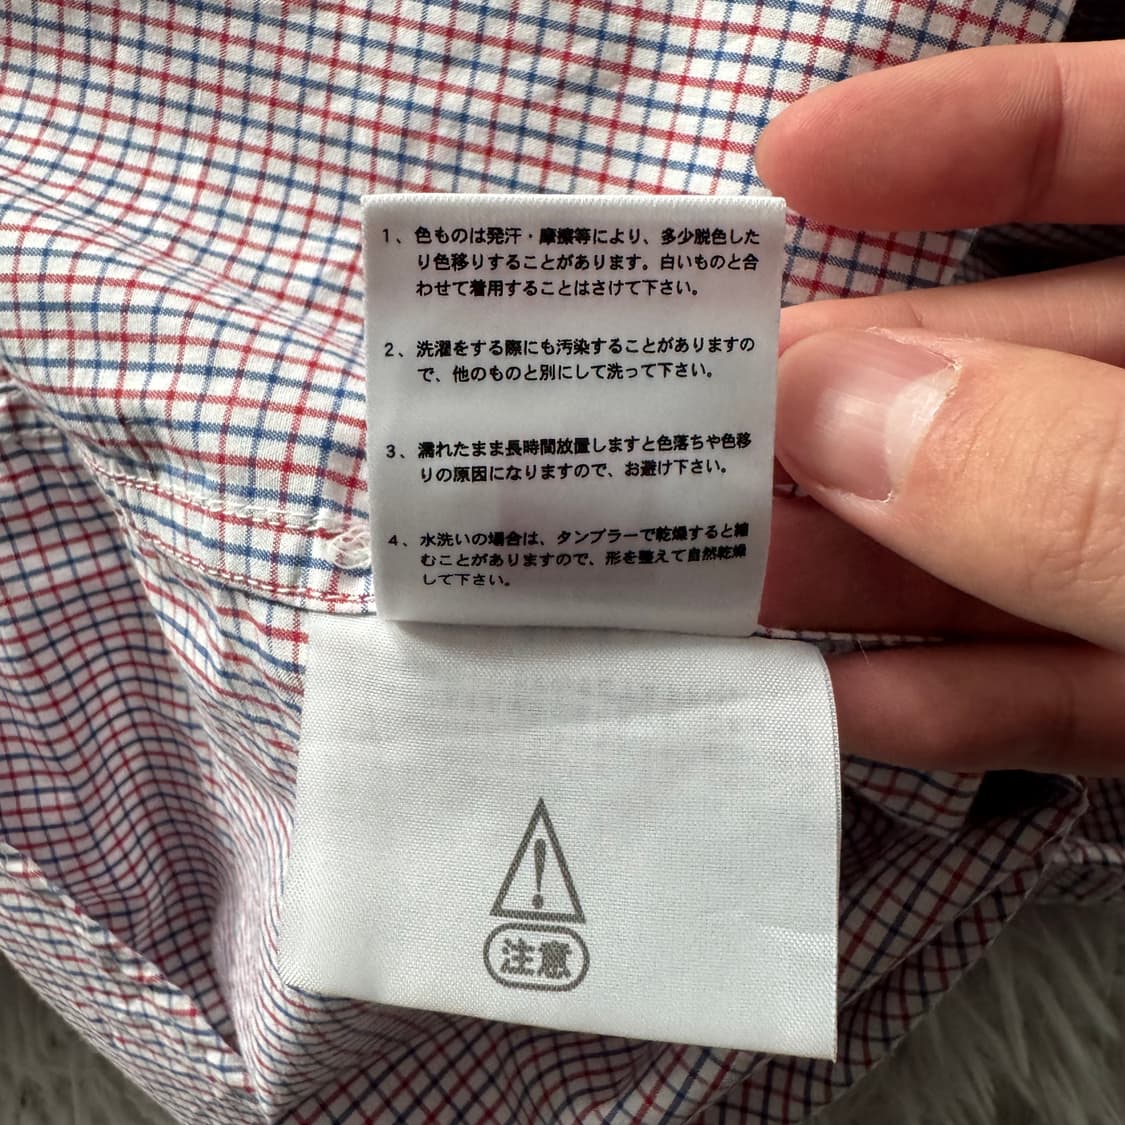 1、色ものは発汗・摩擦等により、多少脱色した
り色移りすることがあります。白いものと合
わせて着用することはさけて下さい。
2、洗濯をする際にも汚染することがありますの
で、他のものと別にして洗って下さい。
3、濡れたまま長時間放置しますと色落ちや色移
りの原因になりますので、お避け下さい。
4、水洗いの場合は、タンブラーで乾燥すると縮
むことがありますので、形を整えて自然乾燥
して下さい。
注意